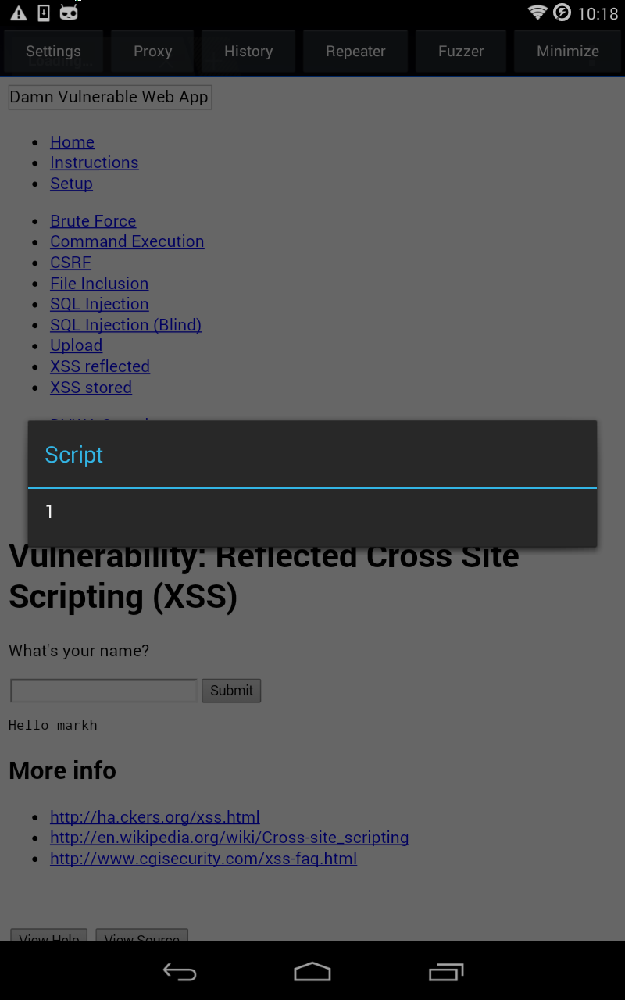 10:18
Settings Proxy History Repeater Fuzzer Minimize
Loading...
Damn Vulnerable Web App
Home
Instructions
Setup
Brute Force
Command Execution
CSRF
File Inclusion
SQL Injection
SQL Injection (Blind)
Upload
XSS reflected
XSS stored
Script
1
Vulnerability: Reflected Cross Site
Scripting (XSS)
What's your name?
Submit
Hello markh
More info
http://ha.ckers.org/xss.html
http://en.wikipedia.org/wiki/Cross-site_scripting
http://www.cgisecurity.com/xss-faq.html
View Help View Source